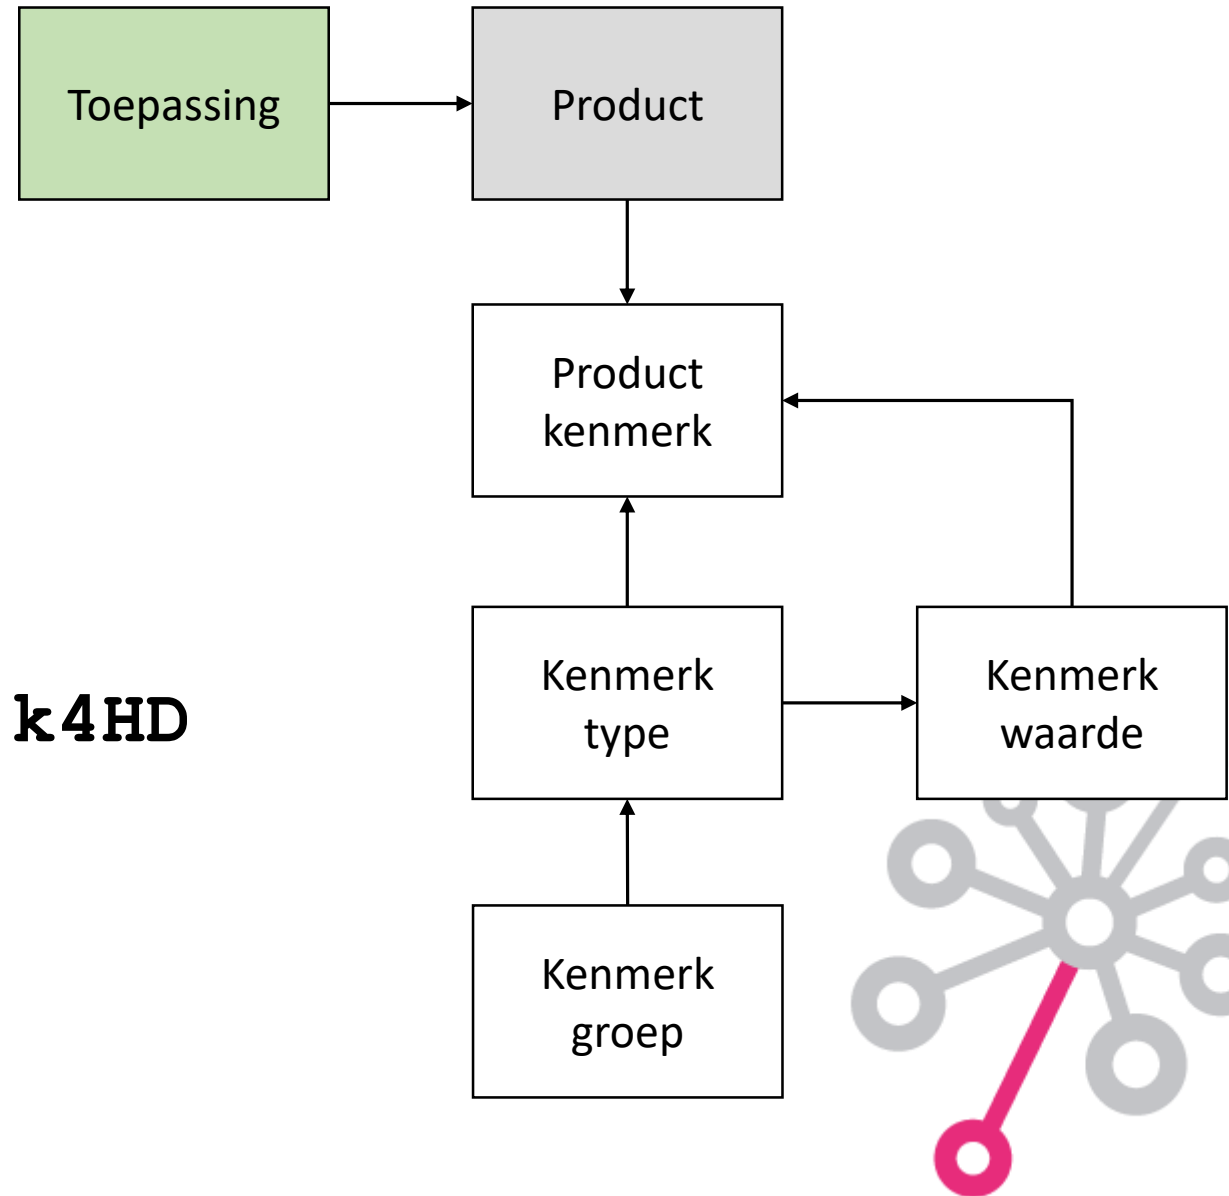 Toepassing
Product
Product
kenmerk
Kenmerk
type
Kenmerk
waarde
k4HD
Kenmerk
groep